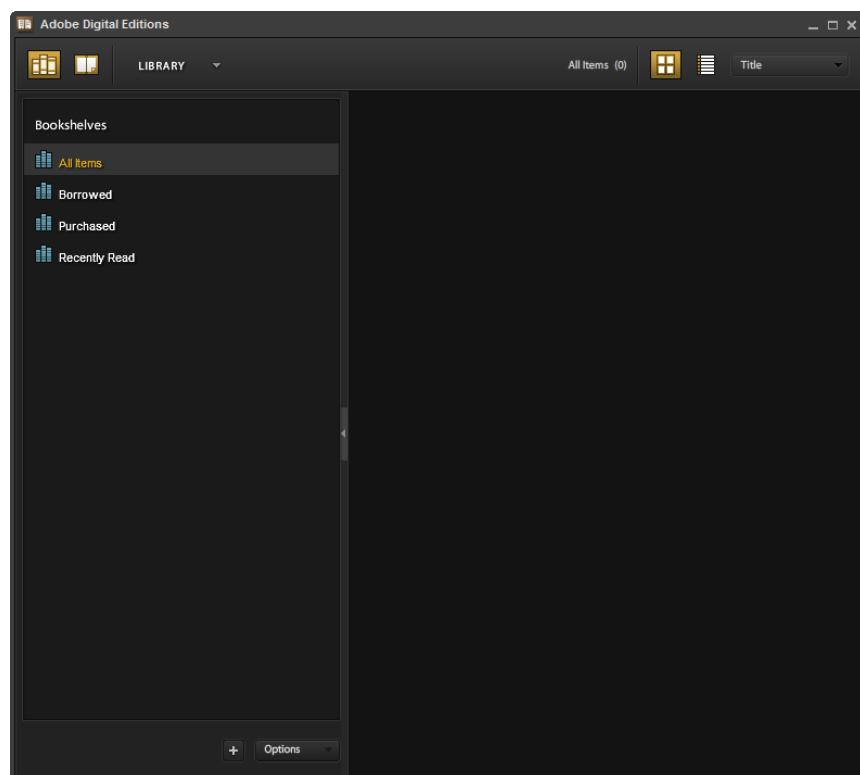 Adobe Digital Editions
LIBRARY
All Items (0)
Title
Bookshelves
All Items
Borrowed
Purchased
Recently Read
+ Options